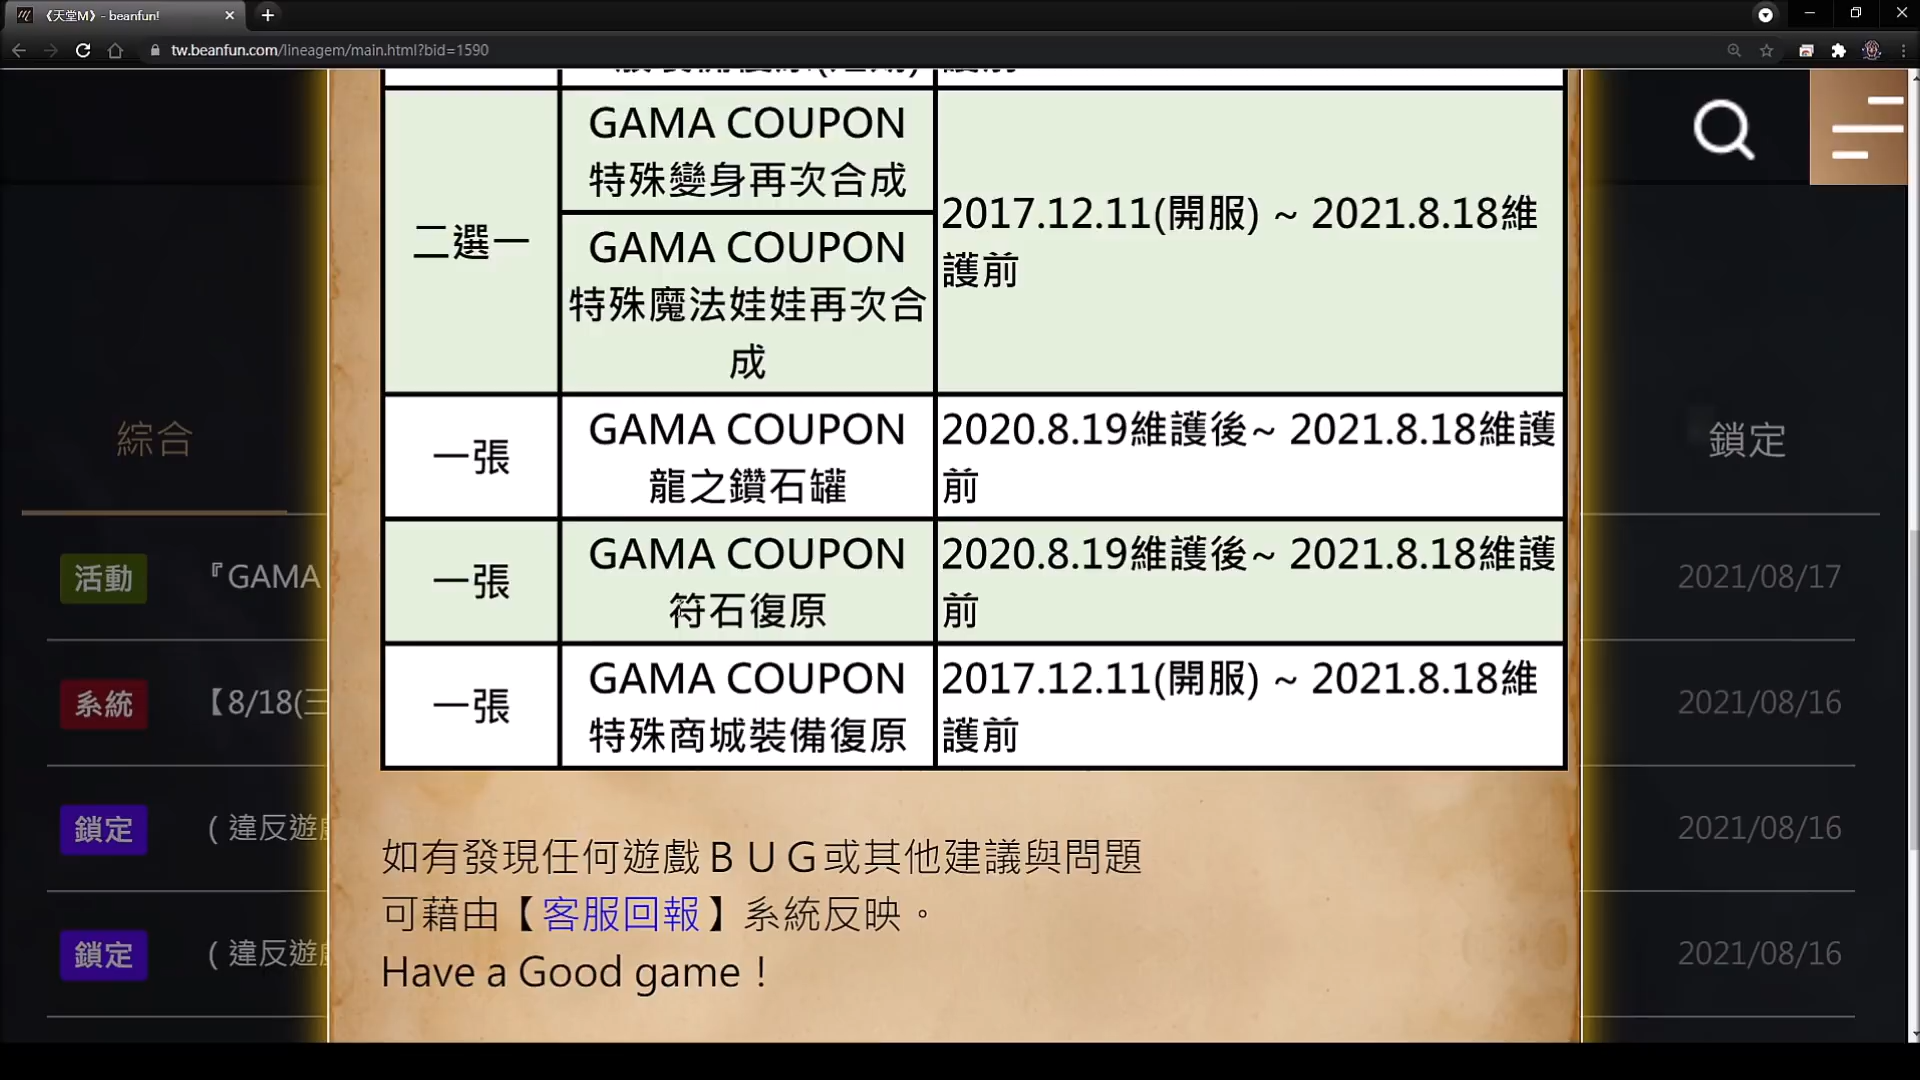 《天堂M》- beanfun!
tw.beanfun.com/lineagem/main.html?bid=1590
GAMA COUPON
特殊變身再次合成
二選一
GAMA COUPON
特殊魔法娃娃再次合
成
2017.12.11(開服) ~ 2021.8.18維
護前
一張
GAMA COUPON
龍之鑽石罐
2020.8.19維護後~ 2021.8.18維護
前
一張
GAMA COUPON
符石復原
2020.8.19維護後~ 2021.8.18維護
前
一張
GAMA COUPON
特殊商城裝備復原
2017.12.11(開服) ~ 2021.8.18維
護前
如有發現任何遊戲ＢＵＧ或其他建議與問題
可藉由【客服回報】系統反映。
Have a Good game！
綜合
鎖定
活動
『GAMA
2021/08/17
系統
【8/18(三
2021/08/16
鎖定
( 違反遊
2021/08/16
鎖定
( 違反遊
2021/08/16